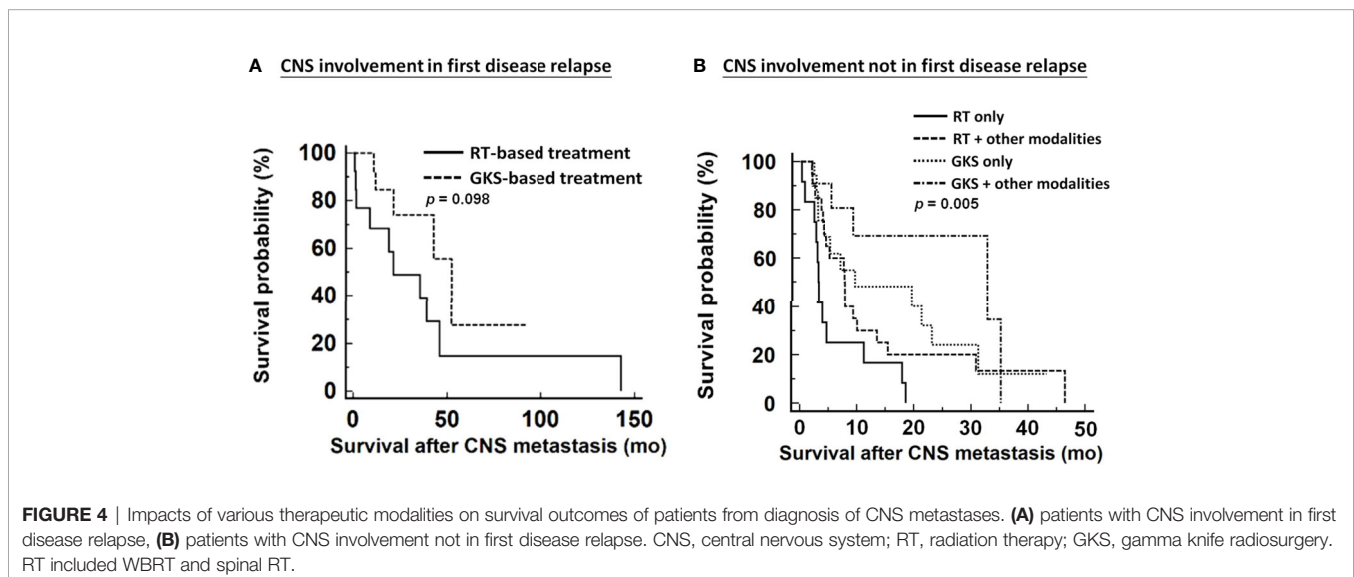 A CNS involvement in first disease relapse
100
80
60
40
20
0
Survival probability (%)
RT-based treatment
GKS-based treatment
p = 0.098
0 50 100 150
Survival after CNS metastasis (mo)
B CNS involvement not in first disease relapse
RT only
RT + other modalities
GKS only
GKS + other modalities
p = 0.005
100
80
60
40
20
0
Survival probability (%)
0 10 20 30 40 50
Survival after CNS metastasis (mo)
FIGURE 4 | Impacts of various therapeutic modalities on survival outcomes of patients from diagnosis of CNS metastases. (A) patients with CNS involvement in first
disease relapse, (B) patients with CNS involvement not in first disease relapse. CNS, central nervous system; RT, radiation therapy; GKS, gamma knife radiosurgery.
RT included WBRT and spinal RT.